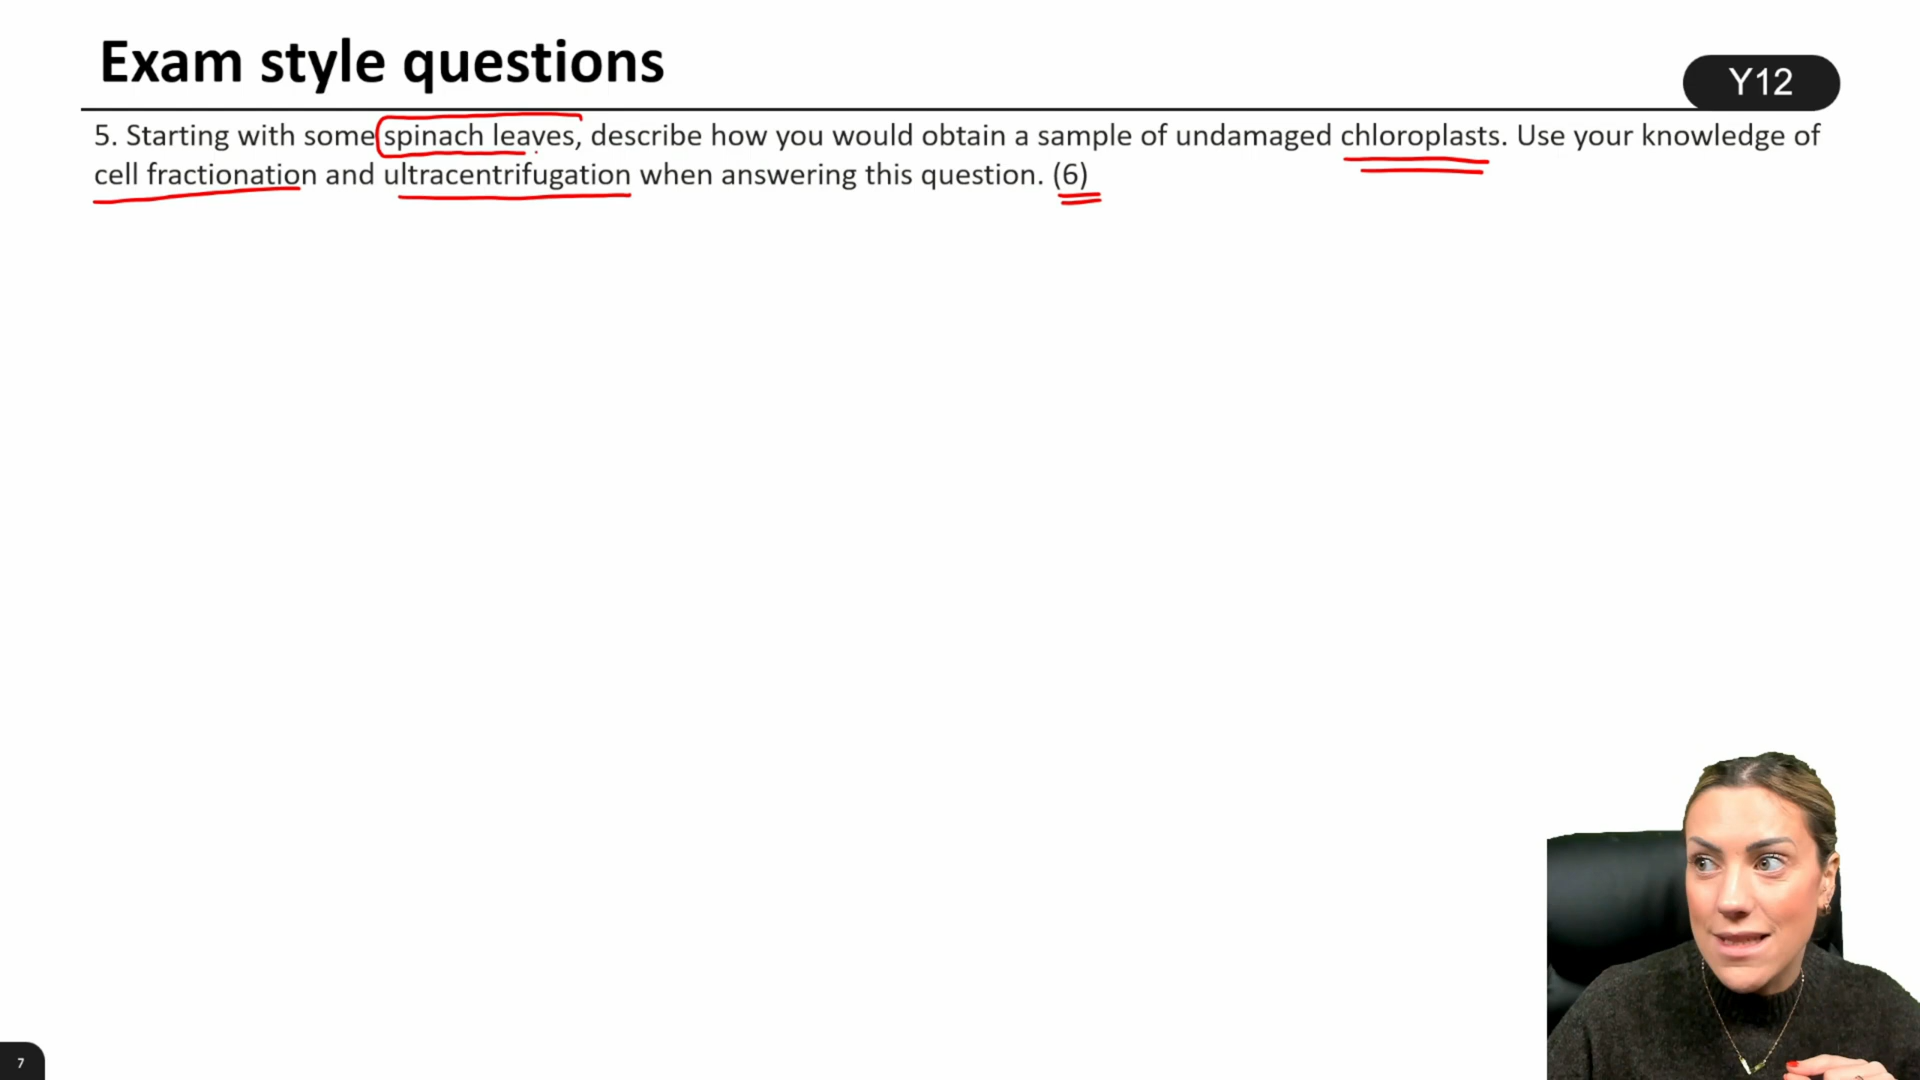 Exam style questions
Y12
5. Starting with some spinach leaves, describe how you would obtain a sample of undamaged chloroplasts. Use your knowledge of
cell fractionation and ultracentrifugation when answering this question. (6)
7